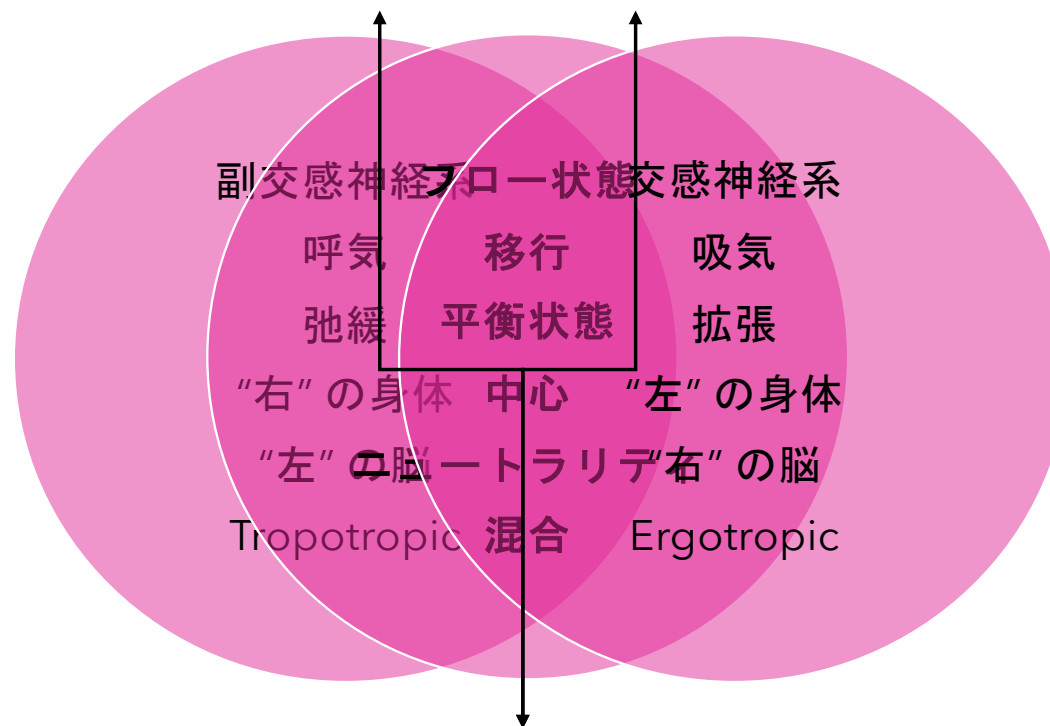 副交感神経系
呼気
弛緩
“右” の身体
“左” の脳
Tropotropic
フロー状態
移行
平衡状態
中心
ニュートラリティ
混合
交感神経系
吸気
拡張
“左” の身体
“右” の脳
Ergotropic